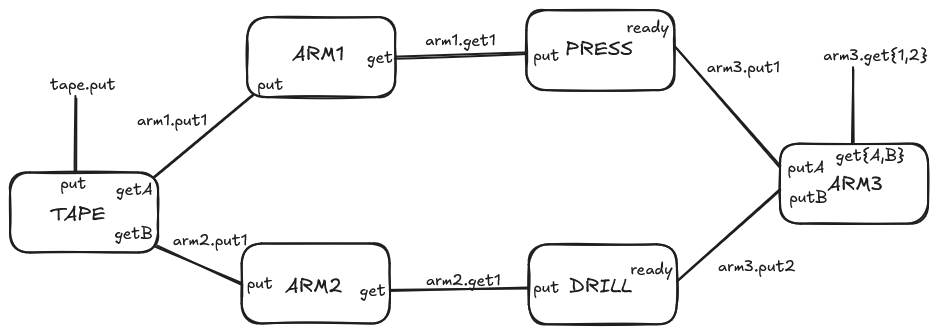 ARM1
get
put
arm1.get1
ready
put
PRESS
arm3.put1
arm3.get{1,2}
tape.put
arm1.put1
put
getA
TAPE
getB
arm2.put1
put
ARM2
get
arm2.get1
ready
put
DRILL
arm3.put2
get{A,B}
putA
ARM3
putB